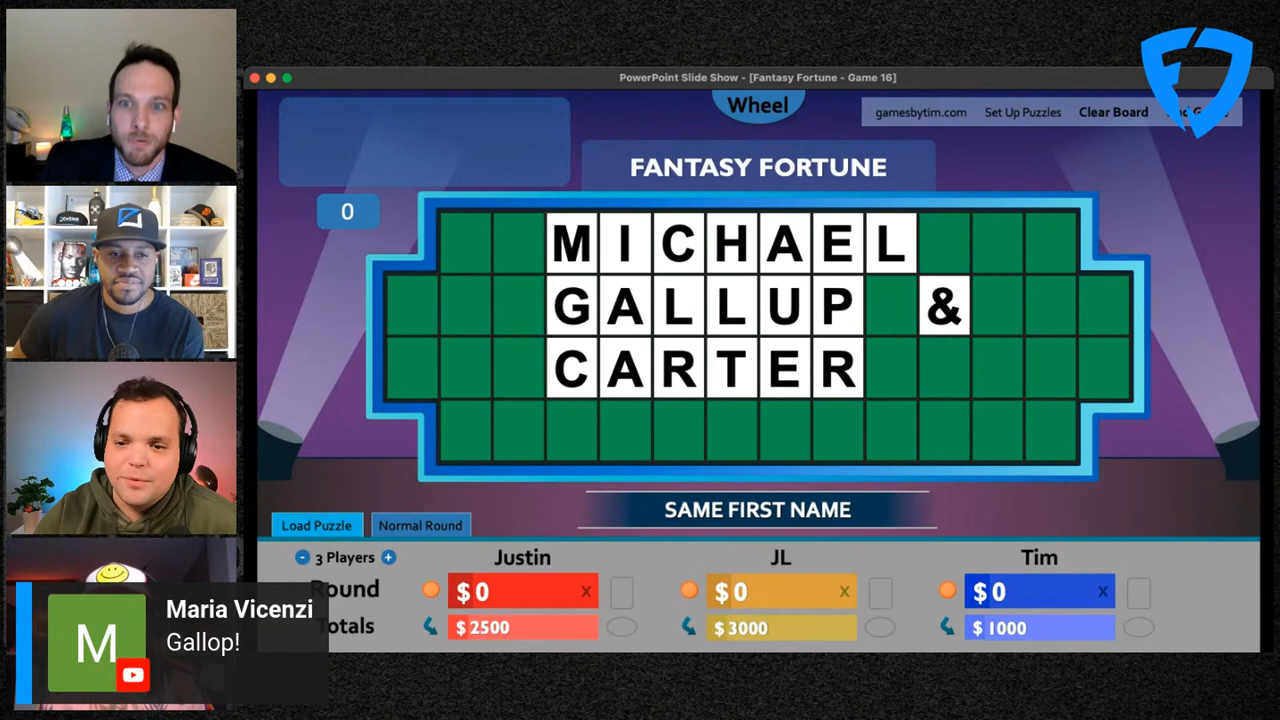 PowerPoint Slide Show - [Fantasy Fortune - Game 16]
Wheel
gamesbytim.com Set Up Puzzles Clear Board
FANTASY FORTUNE
0
MICHAEL
GALLUP &
CARTER
SAME FIRST NAME
Load Puzzle Normal Round
- 3 Players + Justin JL Tim
Round $ 0 x $ 0 x $ 0 x
Totals $ 2500 $ 3000 $ 1000
M
Maria Vicenzi
Gallop!